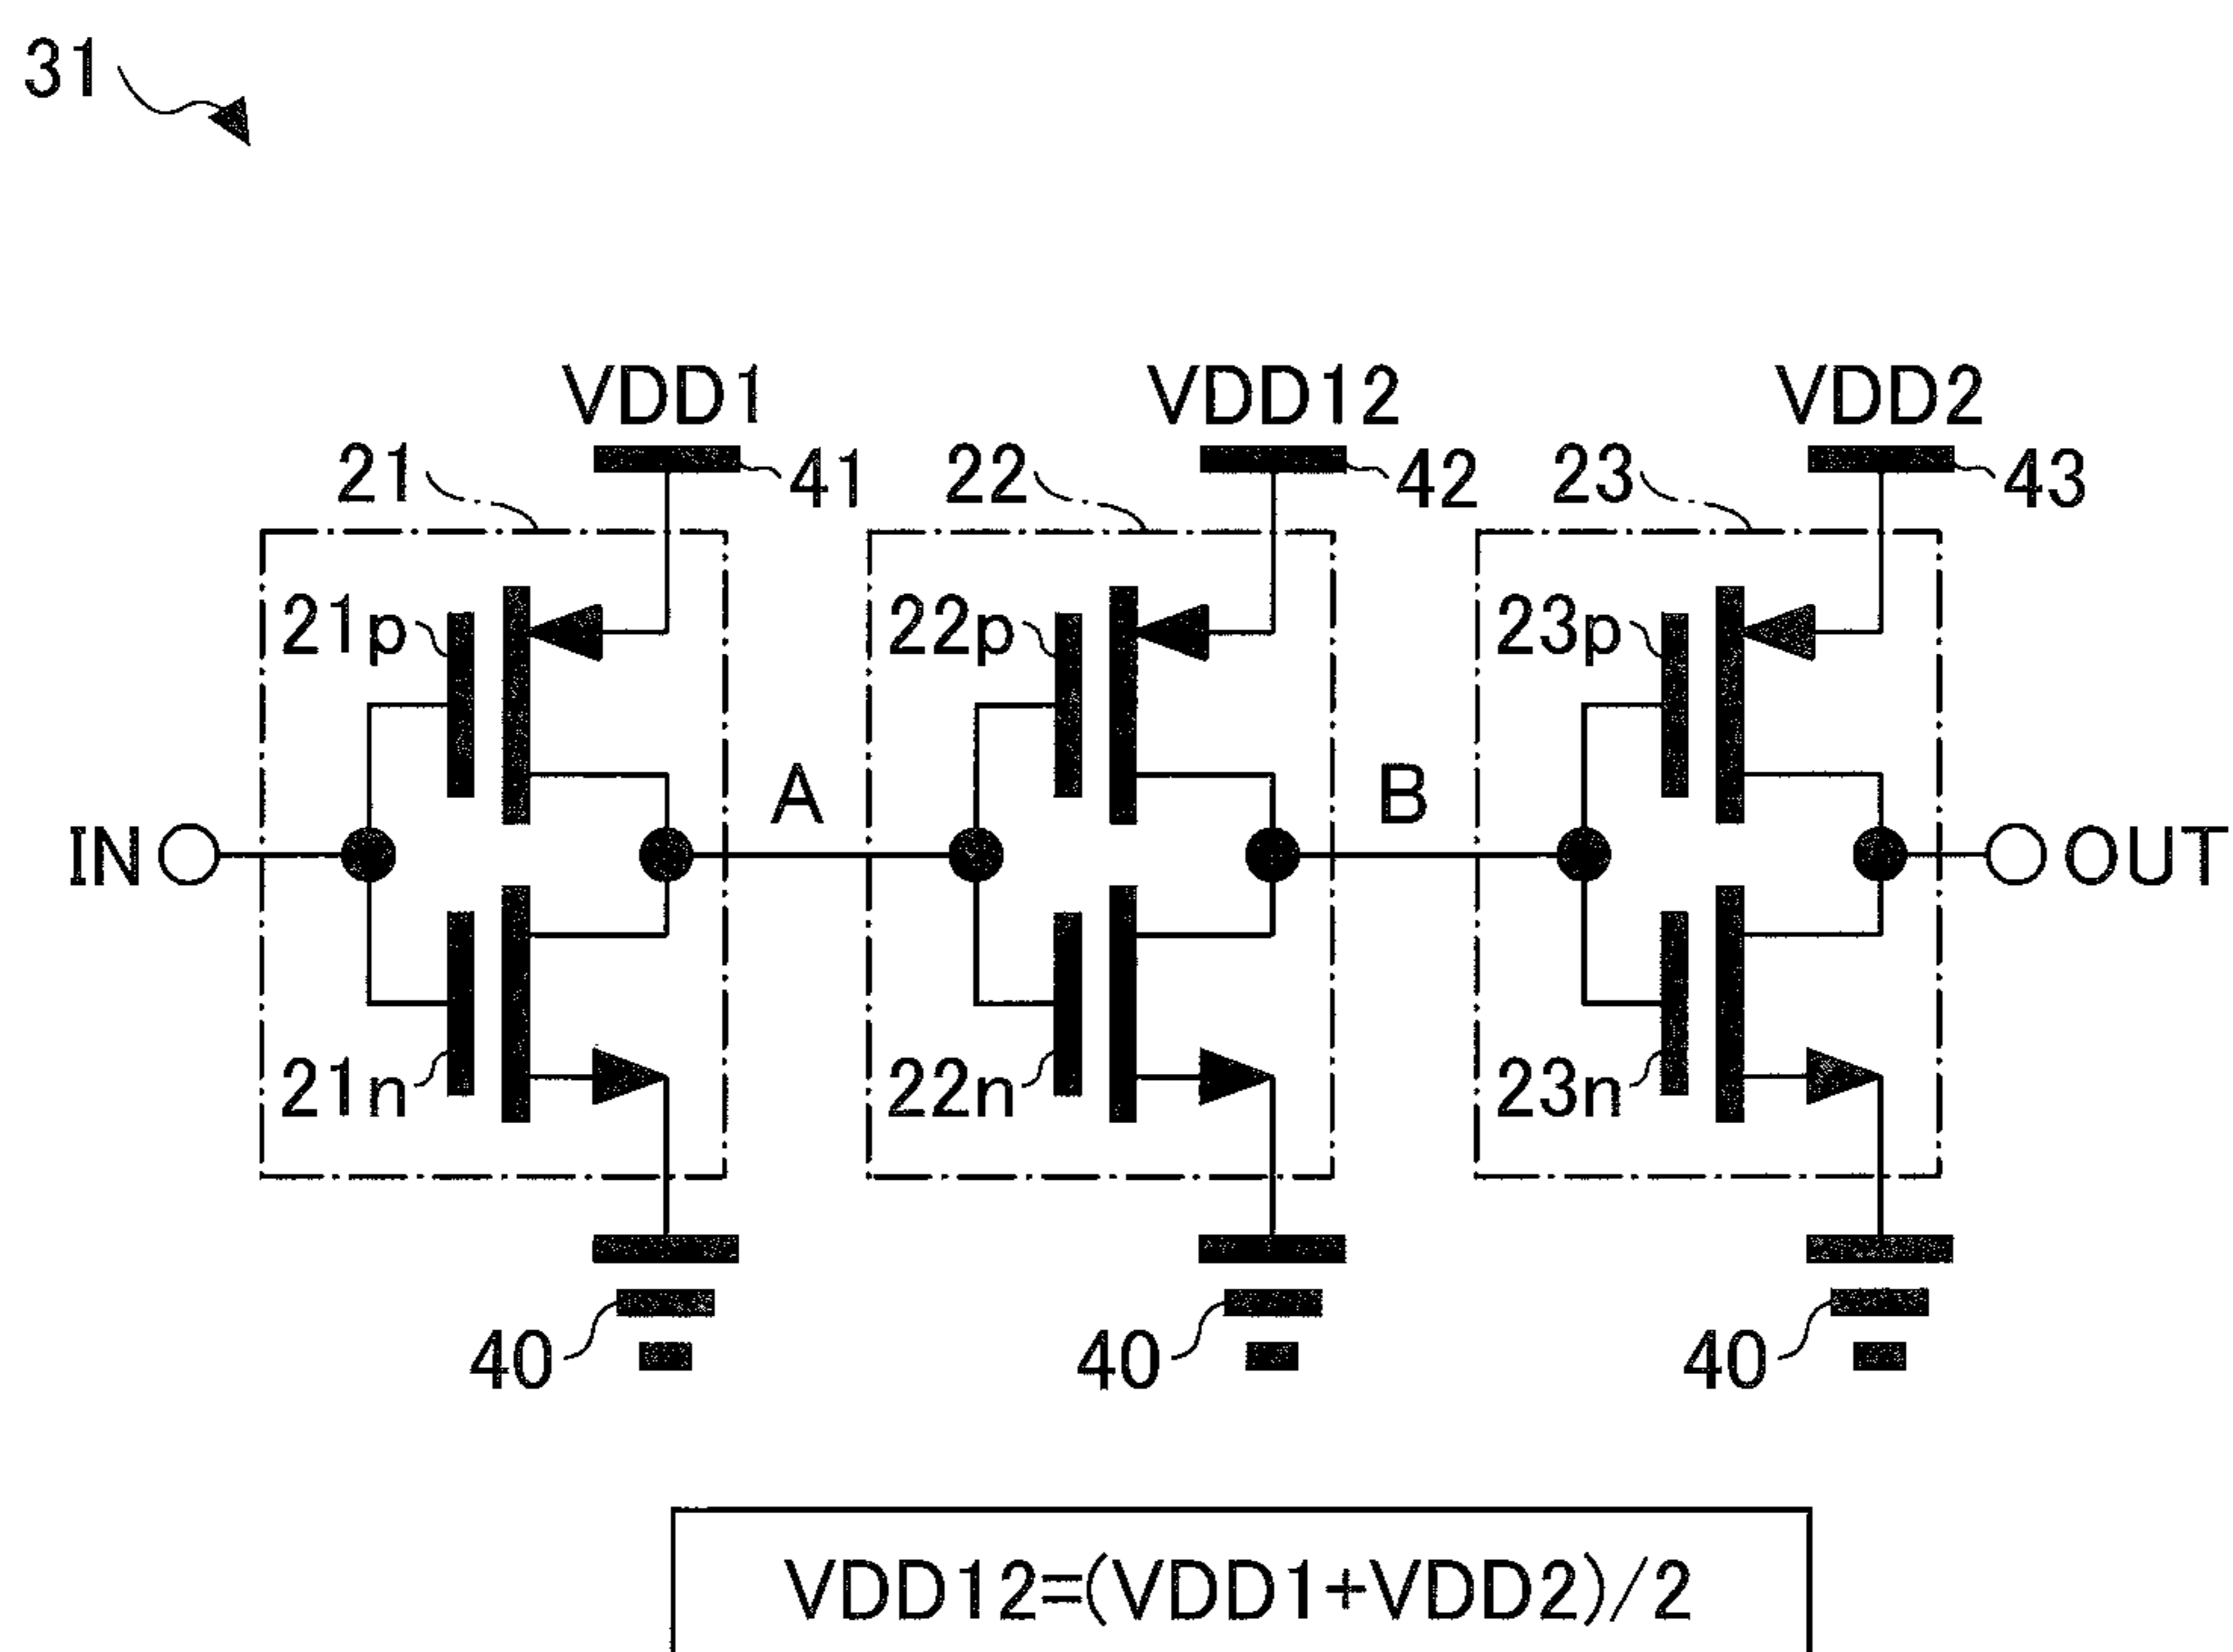 31
VDD1 VDD12 VDD2
21 41 22 42 23 43
21p 22p 23p
A B
IN OUT
21n 22n 23n
40 40 40
VDD12=(VDD1+VDD2)/2